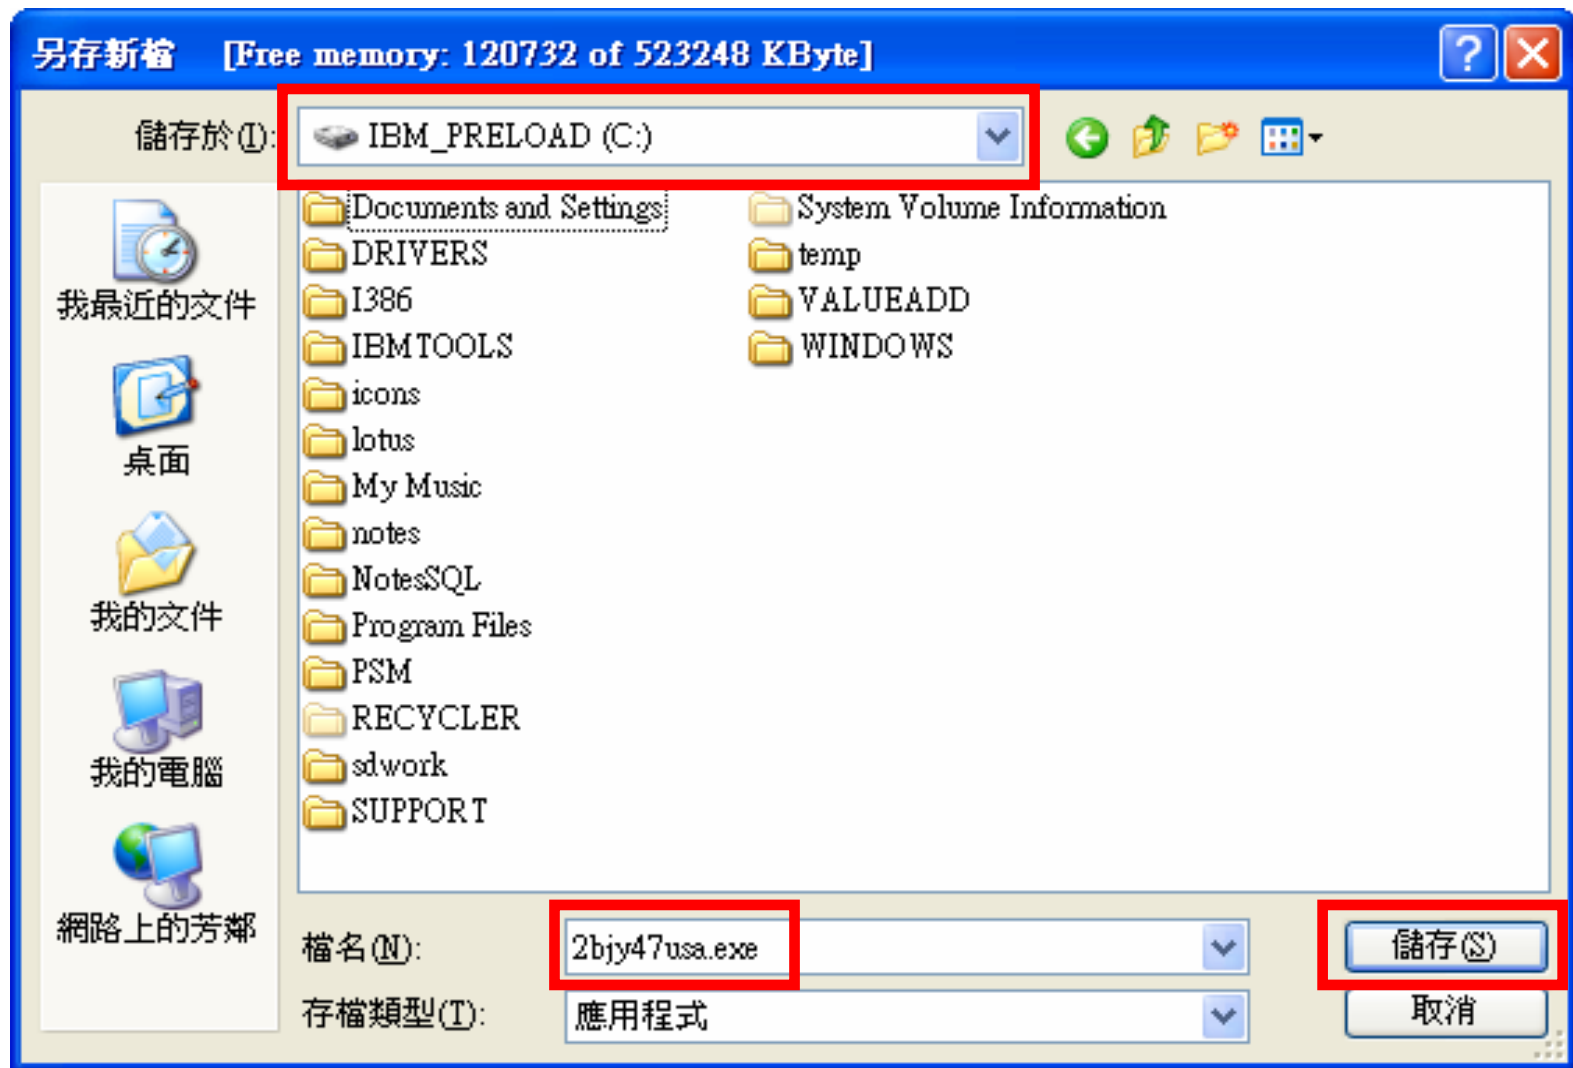 另存新檔 [Free memory: 120732 of 523248 KByte]
儲存於(I): IBM_PRELOAD (C:)
我最近的文件
桌面
我的文件
我的電腦
網路上的芳鄰
Documents and Settings
DRIVERS
I386
IBMTOOLS
icons
lotus
My Music
notes
NotesSQL
Program Files
PSM
RECYCLER
sdwork
SUPPORT
System Volume Information
temp
VALUEADD
WINDOWS
檔名(N): 2bjy47usa.exe 儲存(S)
存檔類型(T): 應用程式 取消